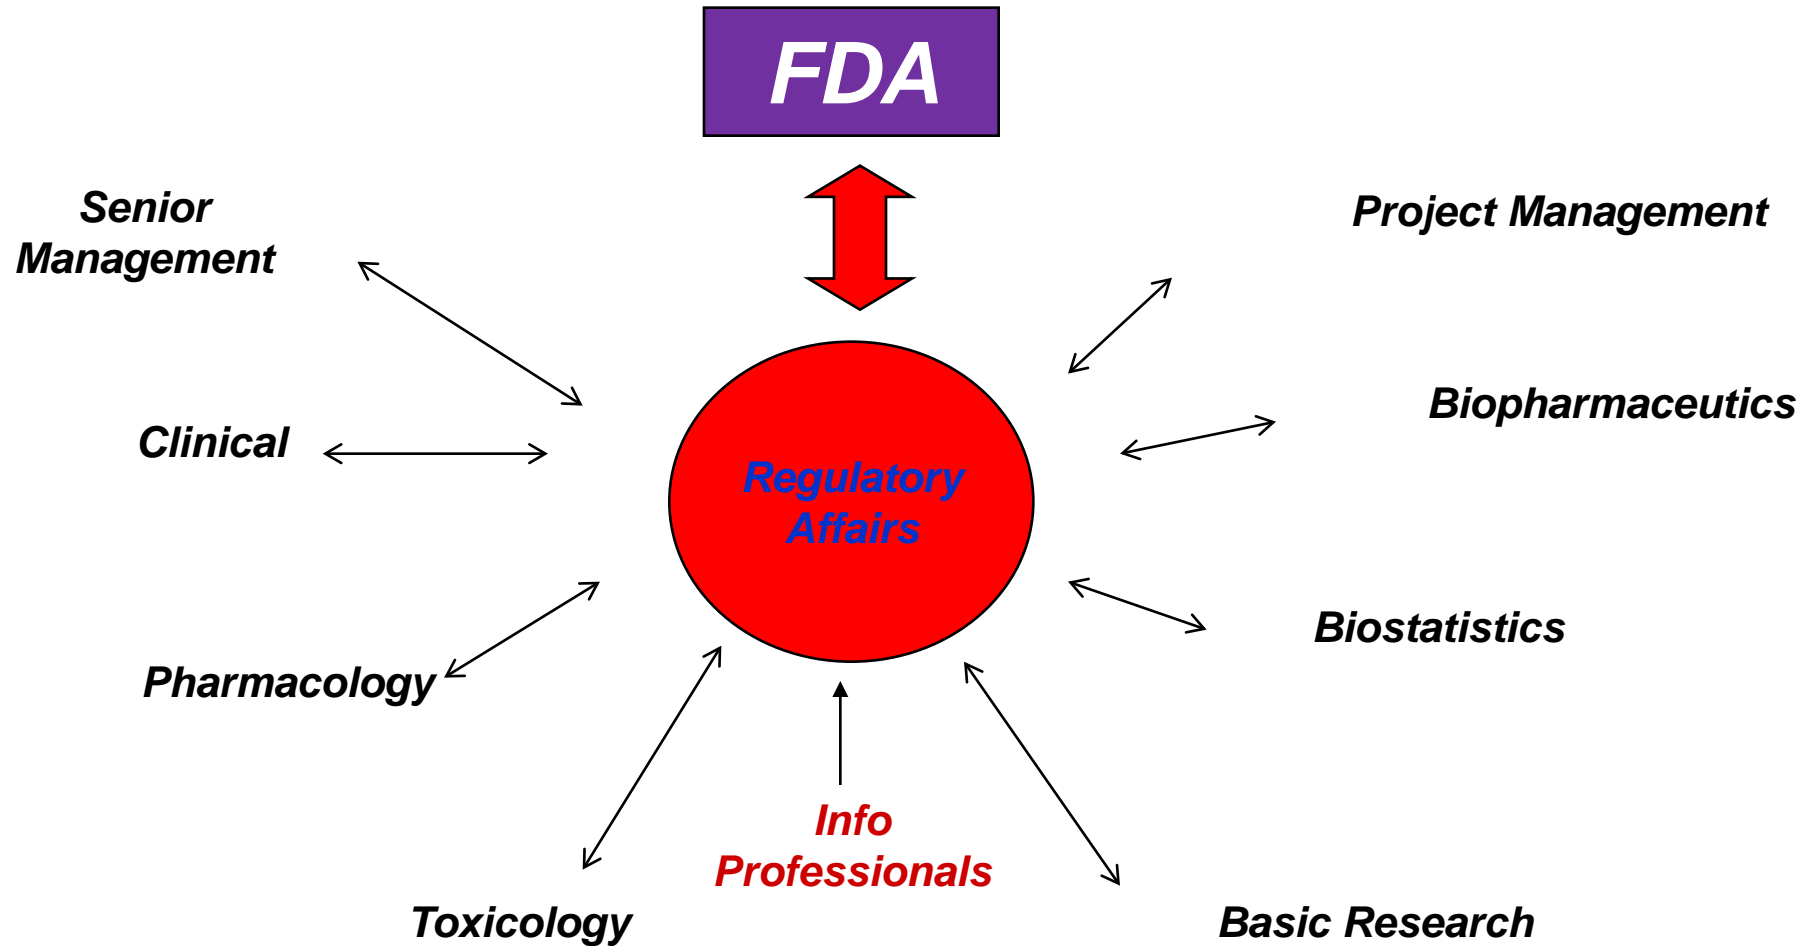 FDA
Senior
Management
Project Management
Clinical
Biopharmaceutics
Regulatory
Affairs
Pharmacology
Biostatistics
Info
Professionals
Toxicology
Basic Research